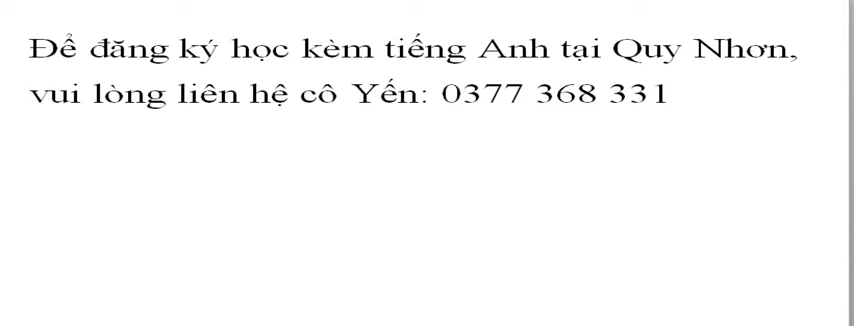 Để đăng ký học kèm tiếng Anh tại Quy Nhơn,
vui lòng liên hệ cô Yến: 0377 368 331